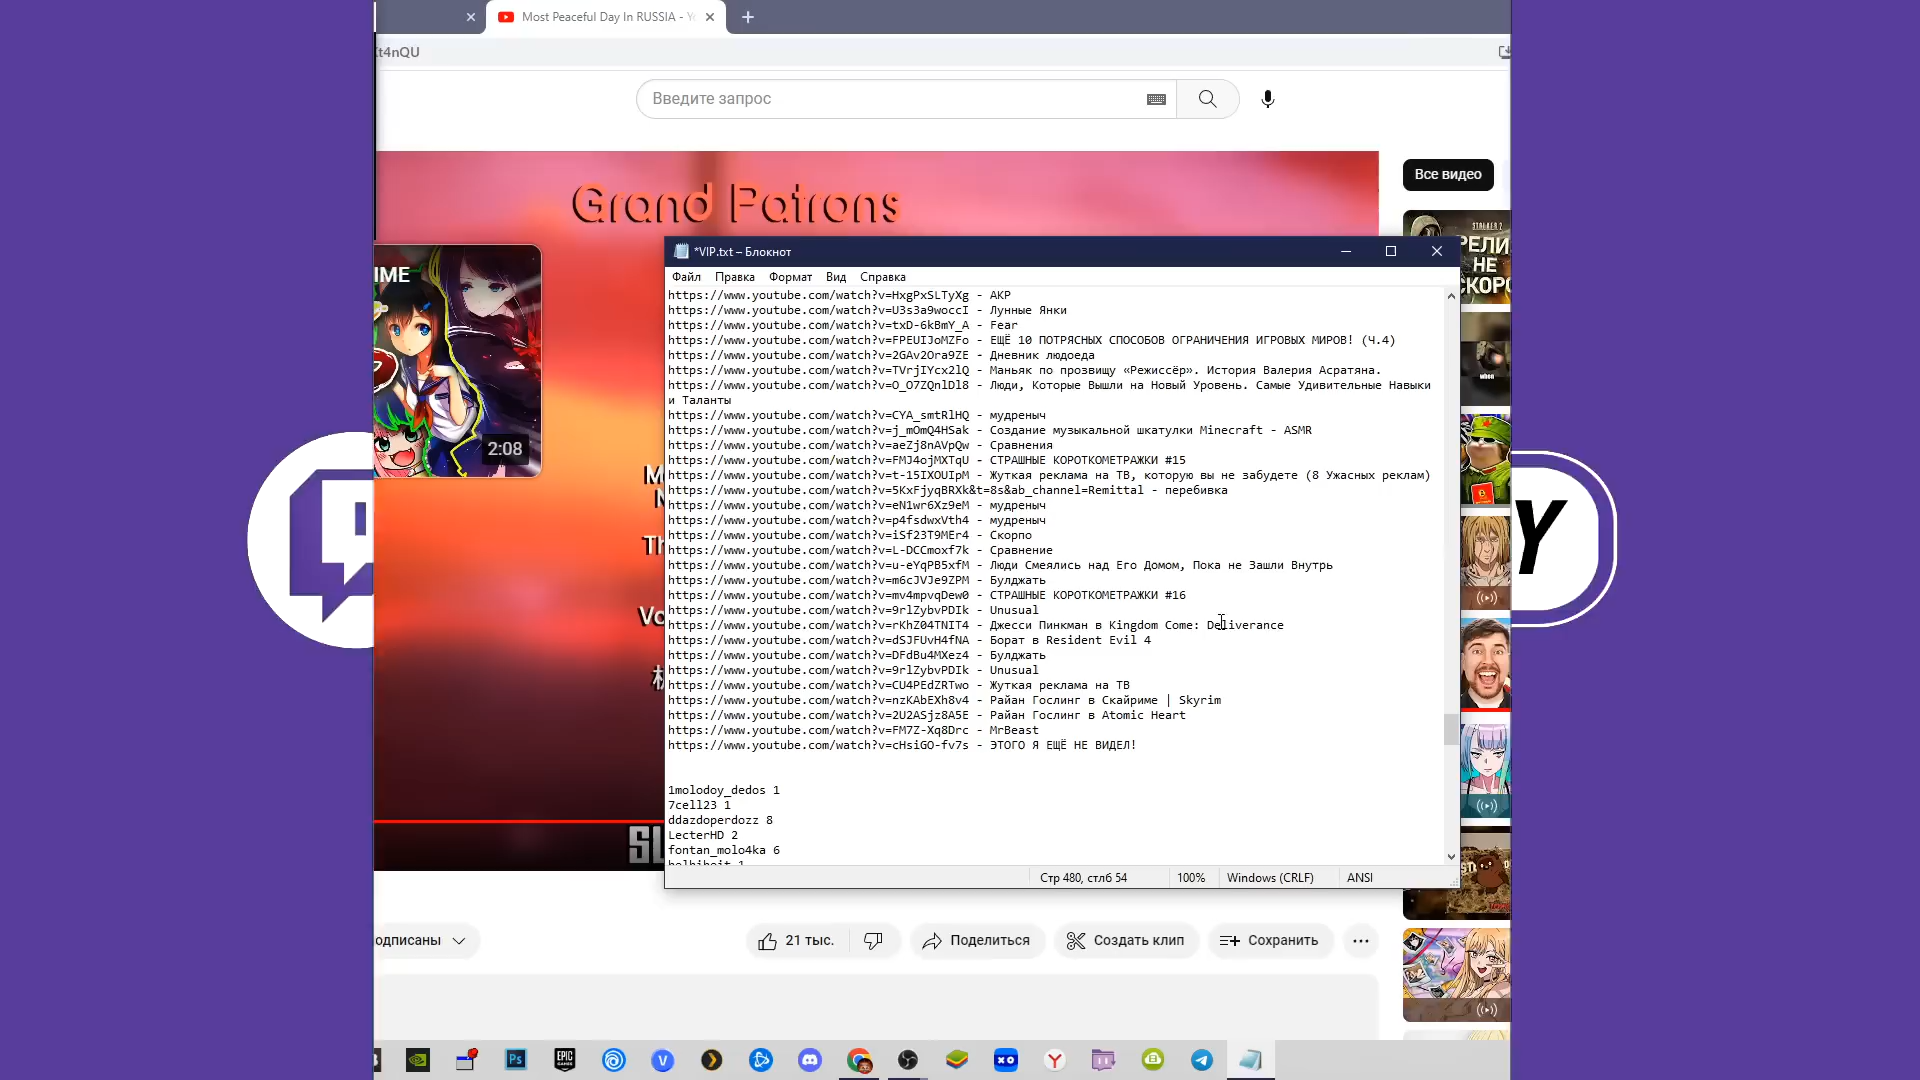 Most Peaceful Day In RUSSIA -
t4nQU
Введите запрос
Grand Patrons
Все видео
*VIP.txt – Блокнот
Файл Правка Формат Вид Справка
https://www.youtube.com/watch?v=HxgPxSLTyXg - АКР
https://www.youtube.com/watch?v=U3s3a9woccI - Лунные Янки
https://www.youtube.com/watch?v=txD-6kBmY_A - Fear
https://www.youtube.com/watch?v=FPEUIJoMZFo - ЕЩЁ 10 ПОТРЯСНЫХ СПОСОБОВ ОГРАНИЧЕНИЯ ИГРОВЫХ МИРОВ! (Ч.4)
https://www.youtube.com/watch?v=2GAv2Ora9ZE - Дневник людоеда
https://www.youtube.com/watch?v=TVrjIYcx2lQ - Маньяк по прозвищу «Режиссёр». История Валерия Асратяна.
https://www.youtube.com/watch?v=O_O7ZQnlDl8 - Люди, Которые Вышли на Новый Уровень. Самые Удивительные Навыки
и Таланты
https://www.youtube.com/watch?v=CYA_smtRlHQ - мудреныч
https://www.youtube.com/watch?v=j_mOmQ4HSak - Создание музыкальной шкатулки Minecraft - ASMR
https://www.youtube.com/watch?v=aeZj8nAVpQw - Сравнения
https://www.youtube.com/watch?v=FMJ4ojMXTqU - СТРАШНЫЕ КОРОТКОМЕТРАЖКИ #15
https://www.youtube.com/watch?v=t-15IXOUIpM - Жуткая реклама на ТВ, которую вы не забудете (8 Ужасных реклам)
https://www.youtube.com/watch?v=5KxFjyqBRXk&t=8s&ab_channel=Remittal - перебивка
https://www.youtube.com/watch?v=eN1wr6Xz9eM - мудреныч
https://www.youtube.com/watch?v=p4fsdwxVth4 - мудреныч
https://www.youtube.com/watch?v=iSf23T9MEr4 - Скорпо
https://www.youtube.com/watch?v=L-DCCmoxf7k - Сравнение
https://www.youtube.com/watch?v=u-eYqPB5xfM - Люди Смеялись над Его Домом, Пока не Зашли Внутрь
https://www.youtube.com/watch?v=m6cJVJe9ZPM - Булджать
https://www.youtube.com/watch?v=mv4mpvqDew0 - СТРАШНЫЕ КОРОТКОМЕТРАЖКИ #16
https://www.youtube.com/watch?v=9rlZybvPDIk - Unusual
https://www.youtube.com/watch?v=rKhZ04TNIT4 - Джесси Пинкман в Kingdom Come: Deliverance
https://www.youtube.com/watch?v=dSJFUvH4fNA - Борат в Resident Evil 4
https://www.youtube.com/watch?v=DFdBu4MXez4 - Булджать
https://www.youtube.com/watch?v=9rlZybvPDIk - Unusual
https://www.youtube.com/watch?v=CU4PEdZRTwo - Жуткая реклама на ТВ
https://www.youtube.com/watch?v=nzKAbEXh8v4 - Райан Гослинг в Скайриме | Skyrim
https://www.youtube.com/watch?v=2U2ASjz8A5E - Райан Гослинг в Atomic Heart
https://www.youtube.com/watch?v=FM7Z-Xq8Drc - MrBeast
https://www.youtube.com/watch?v=cHsiGO-fv7s - ЭТОГО Я ЕЩЁ НЕ ВИДЕЛ!
1molodoy_dedos 1
7cell23 1
ddazdoperdozz 8
LecterHD 2
fontan_molo4ka 6
Стр 480, стлб 54
100%
Windows (CRLF)
ANSI
IME
2:08
S.T.A.L.K.E.R. 2
РЕЛИ
НЕ
СКОРО
when
Y
одписаны
21 тыс.
Поделиться
Создать клип
Сохранить
Ps
EPIC GAMES
XO